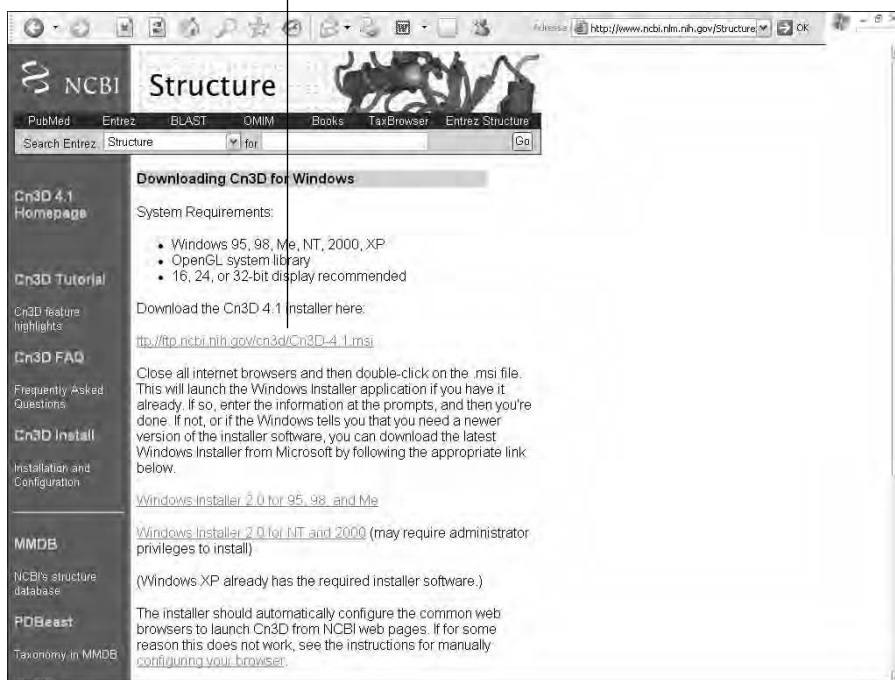 Adresse http://www.ncbi.nlm.nih.gov/Structure OK
NCBI
Structure
PubMed Entrez BLAST OMIM Books TaxBrowser Entrez Structure
Search Entrez Structure for Go
Cn3D 4.1
Homepage
Cn3D Tutorial
Cn3D feature
highlights
Cn3D FAQ
Frequently Asked
Questions
Cn3D Install
Installation and
Configuration
MMDB
NCBI's structure
database
PDBeast
Taxonomy in MMDB
Downloading Cn3D for Windows
System Requirements:
• Windows 95, 98, Me, NT, 2000, XP
• OpenGL system library
• 16, 24, or 32-bit display recommended
Download the Cn3D 4.1 installer here:
ftp://ftp.ncbi.nih.gov/cn3d/Cn3D-4.1.msi
Close all internet browsers and then double-click on the .msi file.
This will launch the Windows Installer application if you have it
already. If so, enter the information at the prompts, and then you're
done. If not, or if the Windows tells you that you need a newer
version of the installer software, you can download the latest
Windows Installer from Microsoft by following the appropriate link
below.
Windows Installer 2.0 for 95, 98, and Me
Windows Installer 2.0 for NT and 2000 (may require administrator
privileges to install)
(Windows XP already has the required installer software.)
The installer should automatically configure the common web
browsers to launch Cn3D from NCBI web pages. If for some
reason this does not work, see the instructions for manually
configuring your browser.